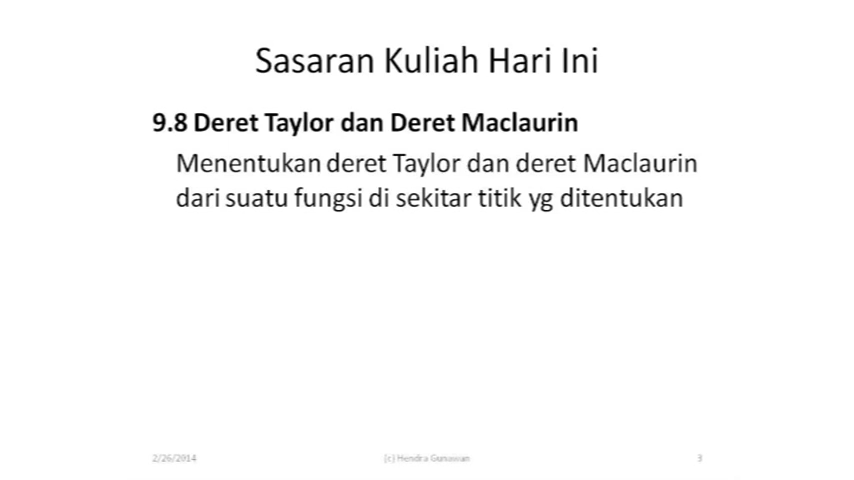 Sasaran Kuliah Hari Ini
9.8 Deret Taylor dan Deret Maclaurin
Menentukan deret Taylor dan deret Maclaurin
dari suatu fungsi di sekitar titik yg ditentukan
2/26/2014
(c) Hendra Gunawan
3